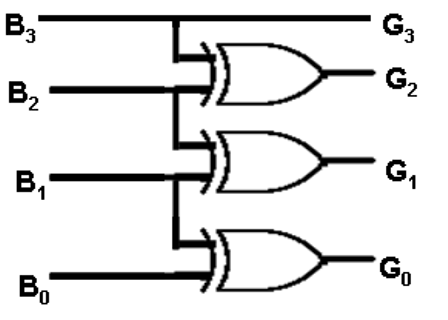 B₃ G₃
B₂ G₂
B₁ G₁
B₀ G₀